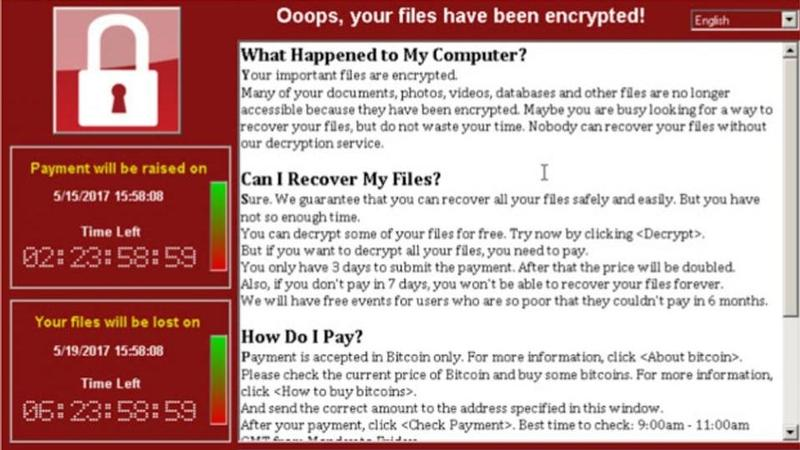 Ooops, your files have been encrypted!
English
Payment will be raised on
5/15/2017 15:58:08
Time Left
02:23:58:59
Your files will be lost on
5/19/2017 15:58:08
Time Left
06:23:58:59
What Happened to My Computer?
Your important files are encrypted.
Many of your documents, photos, videos, databases and other files are no longer
accessible because they have been encrypted. Maybe you are busy looking for a way to
recover your files, but do not waste your time. Nobody can recover your files without
our decryption service.
Can I Recover My Files?
Sure. We guarantee that you can recover all your files safely and easily. But you have
not so enough time.
You can decrypt some of your files for free. Try now by clicking <Decrypt>.
But if you want to decrypt all your files, you need to pay.
You only have 3 days to submit the payment. After that the price will be doubled.
Also, if you don't pay in 7 days, you won't be able to recover your files forever.
We will have free events for users who are so poor that they couldn't pay in 6 months.
How Do I Pay?
Payment is accepted in Bitcoin only. For more information, click <About bitcoin>.
Please check the current price of Bitcoin and buy some bitcoins. For more information,
click <How to buy bitcoins>.
And send the correct amount to the address specified in this window.
After your payment, click <Check Payment>. Best time to check: 9:00am - 11:00am
GMT from Monday to Friday.